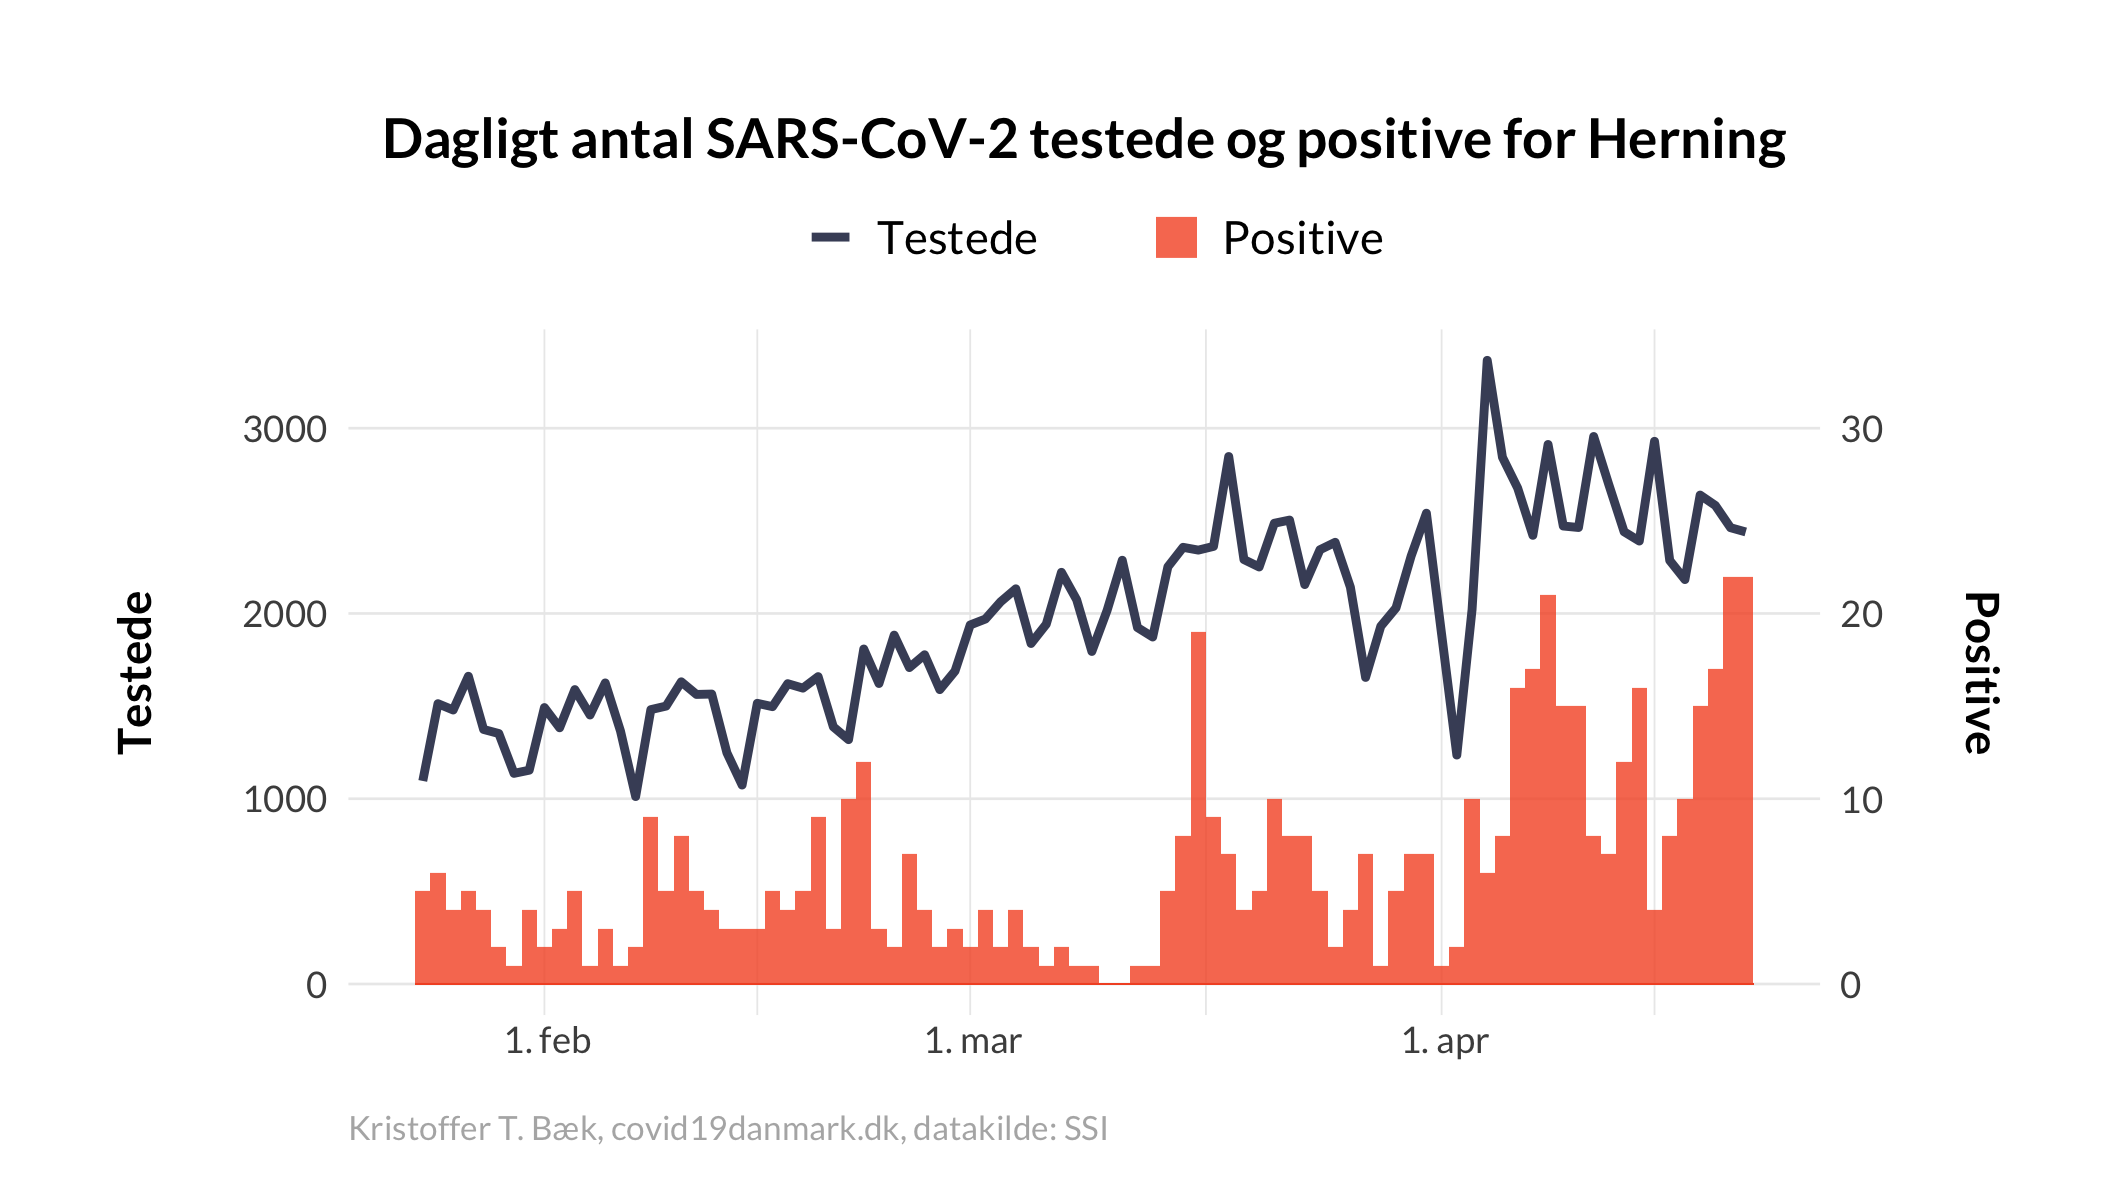 Dagligt antal SARS-CoV-2 testede og positive for Herning
Testede
Positive
3000
2000
1000
0
30
20
10
0
Testede
Positive
1. feb
1. mar
1. apr
Kristoffer T. Bæk, covid19danmark.dk, datakilde: SSI